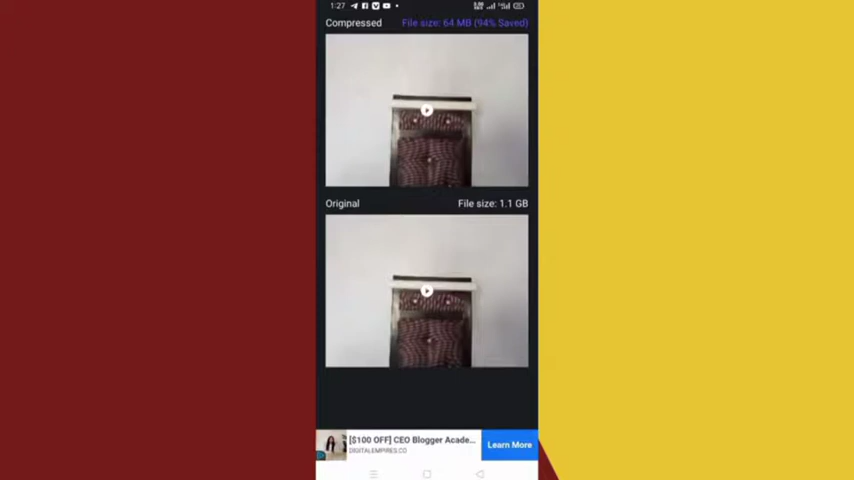 1:27
Compressed File size: 64 MB (94% Saved)
Original File size: 1.1 GB
[$100 OFF] CEO Blogger Acade...
DIGITALEMPIRES.CO
Learn More